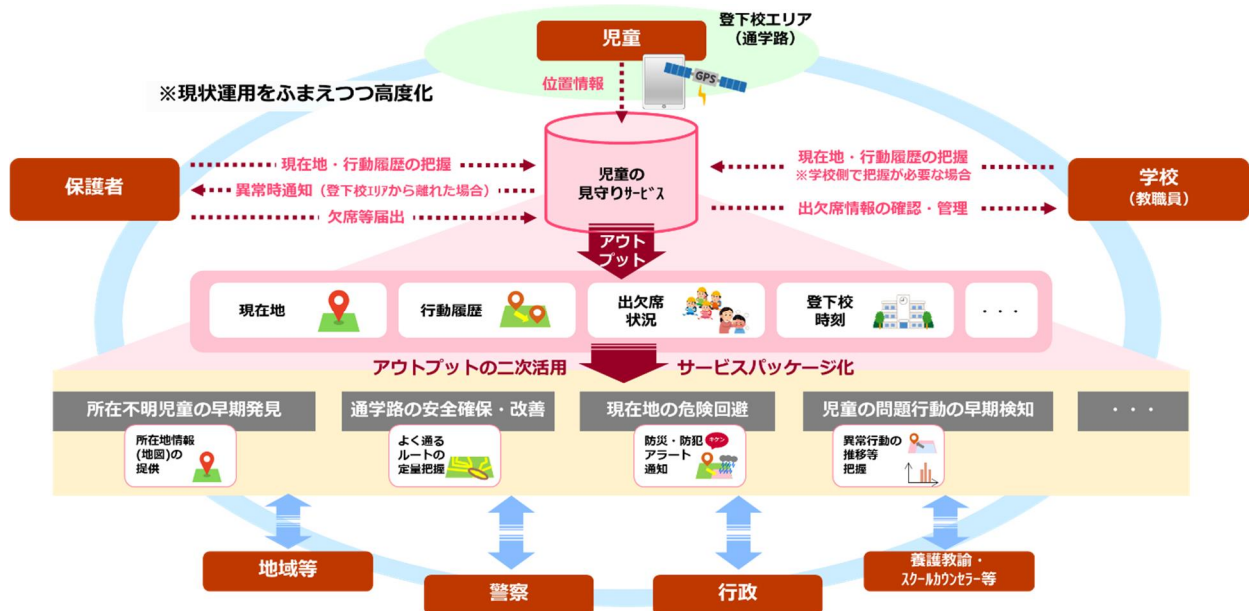 児童
登下校エリア
（通学路）
GPS
位置情報
※現状運用をふまえつつ高度化
保護者
現在地・行動履歴の把握
異常時通知（登下校ｴﾘｱから離れた場合）
欠席等届出
児童の
見守りｻｰﾋﾞｽ
現在地・行動履歴の把握
※学校側で把握が必要な場合
出欠席情報の確認・管理
学校
（教職員）
アウト
プット
現在地
行動履歴
出欠席
状況
登下校
時刻
・・・
アウトプットの二次活用
サービスパッケージ化
所在不明児童の早期発見
通学路の安全確保・改善
現在地の危険回避
児童の問題行動の早期検知
・・・
所在地情報
(地図)の
提供
よく通る
ルートの
定量把握
防災・防犯
アラート
通知
キケン
異常行動の
推移等
把握
地域等
警察
行政
養護教諭・
ｽｸｰﾙｶｳﾝｾﾗｰ等